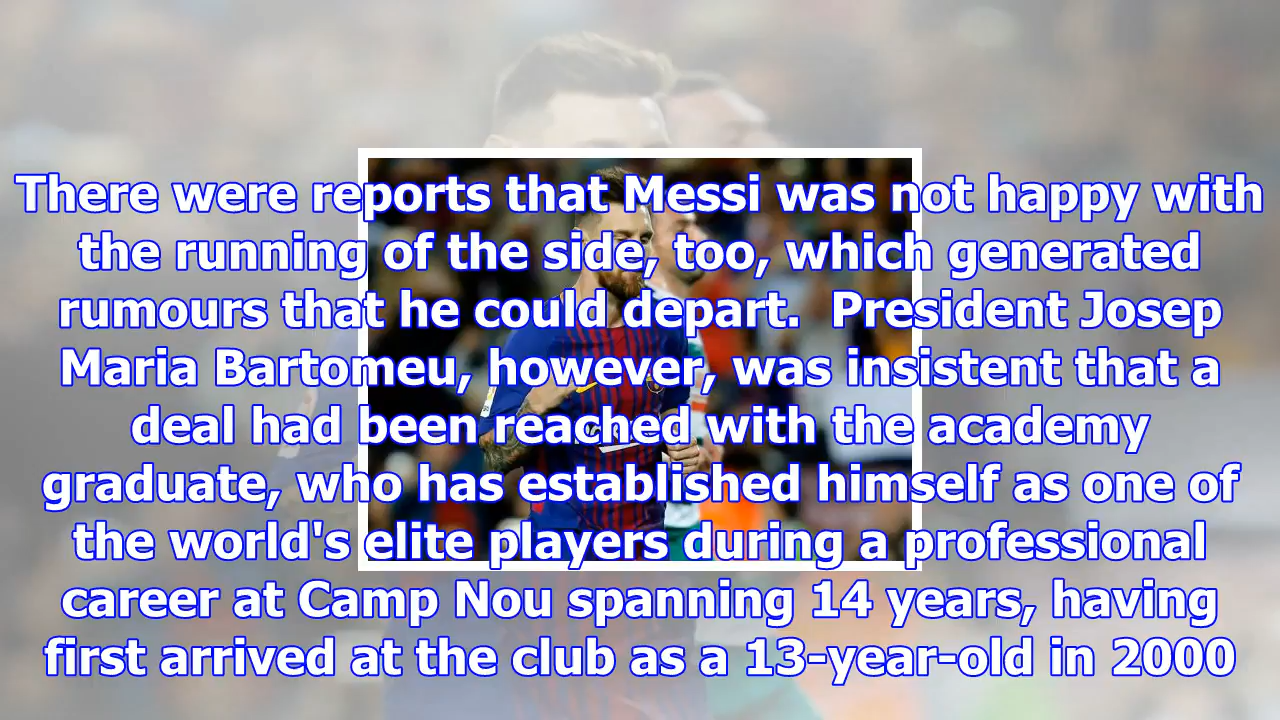 There were reports that Messi was not happy with
the running of the side, too, which generated
rumours that he could depart.  President Josep
Maria Bartomeu, however, was insistent that a
deal had been reached with the academy
graduate, who has established himself as one of
the world's elite players during a professional
career at Camp Nou spanning 14 years, having
first arrived at the club as a 13-year-old in 2000